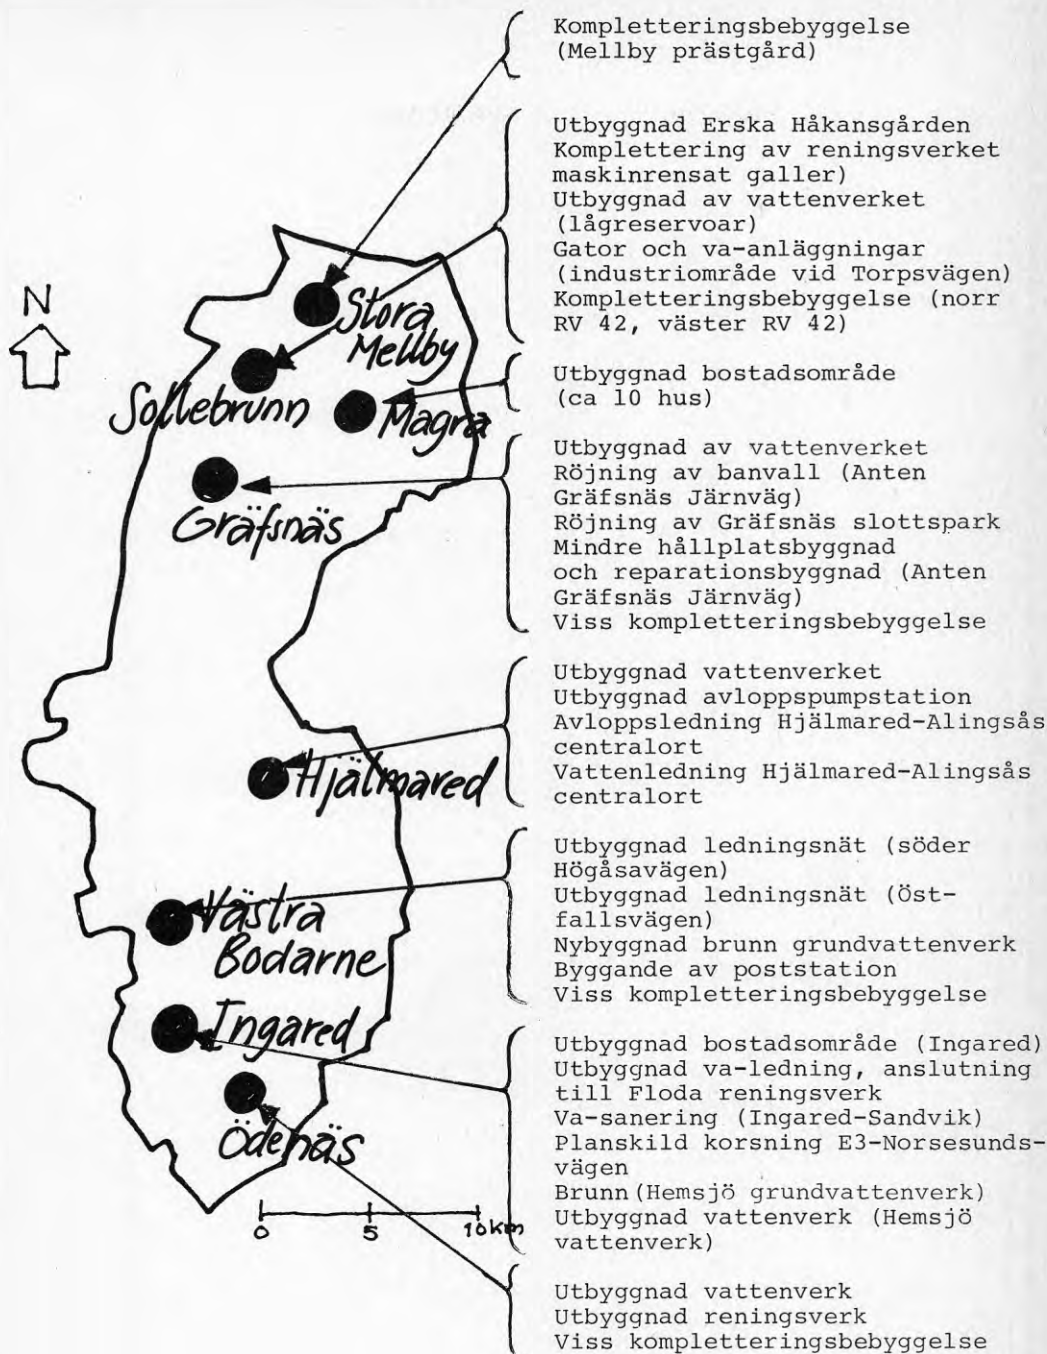 Kompletteringsbebyggelse
(Mellby prästgård)
Utbyggnad Erska Håkansgården
Komplettering av reningsverket
maskinrensat galler)
Utbyggnad av vattenverket
(lågreservoar)
Gator och va-anläggningar
(industriområde vid Torpsvägen)
Kompletteringsbebyggelse (norr
RV 42, väster RV 42)
Utbyggnad bostadsområde
(ca 10 hus)
Utbyggnad av vattenverket
Röjning av banvall (Anten
Gräfsnäs Järnväg)
Röjning av Gräfsnäs slottspark
Mindre hållplatsbyggnad
och reparationsbyggnad (Anten
Gräfsnäs Järnväg)
Viss kompletteringsbebyggelse
Utbyggnad vattenverket
Utbyggnad avloppspumpstation
Avloppsledning Hjälmared-Alingsås
centralort
Vattenledning Hjälmared-Alingsås
centralort
Utbyggnad ledningsnät (söder
Högåsavägen)
Utbyggnad ledningsnät (Öst-
fallsvägen)
Nybyggnad brunn grundvattenverk
Byggande av poststation
Viss kompletteringsbebyggelse
Utbyggnad bostadsområde (Ingared)
Utbyggnad va-ledning, anslutning
till Floda reningsverk
Va-sanering (Ingared-Sandvik)
Planskild korsning E3-Norsesunds-
vägen
Brunn (Hemsjö grundvattenverk)
Utbyggnad vattenverk (Hemsjö
vattenverk)
Utbyggnad vattenverk
Utbyggnad reningsverk
Viss kompletteringsbebyggelse
N
Stora
Mellby
Sollebrunn
Magra
Gräfsnäs
Hjälmared
Västra
Bodarne
Ingared
Ödenäs
0 5 10km